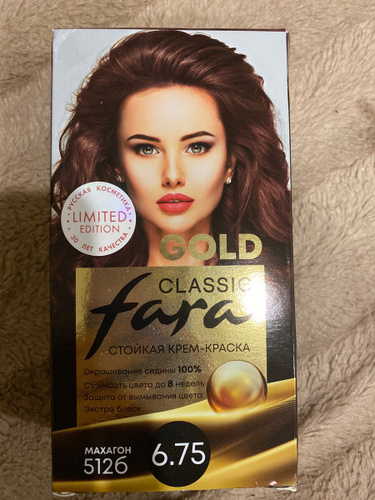 РУССКАЯ КОСМЕТИКА
LIMITED
EDITION
30 ЛЕТ КАЧЕСТВА
GOLD
CLASSIC
fara
СТОЙКАЯ КРЕМ-КРАСКА
Окрашивание седины 100%
Стойкость цвета до 8 недель
Защита от вымывания цвета
Экстра блеск
МАХАГОН
512б
6.75